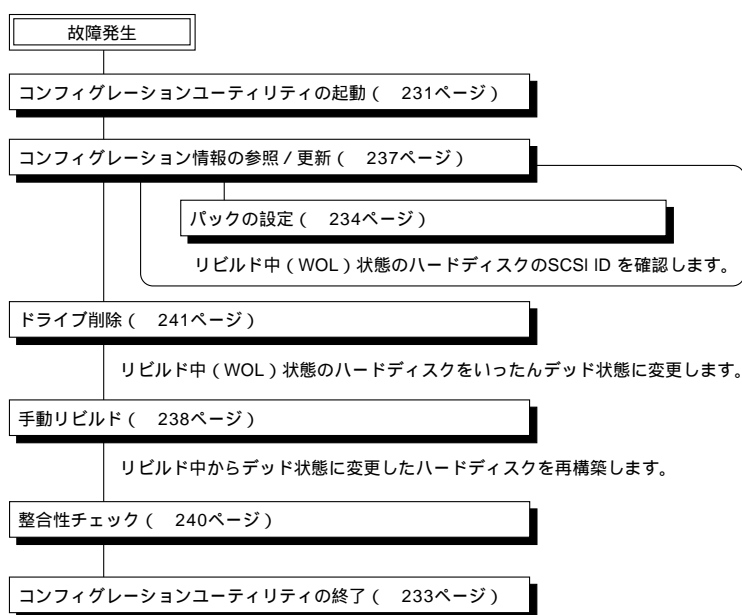 故障発生
コンフィグレーションユーティリティの起動( 231ページ)
コンフィグレーション情報の参照/更新( 237ページ)
パックの設定( 234ページ)
リビルド中(WOL)状態のハードディスクのSCSI ID を確認します。
ドライブ削除( 241ページ)
リビルド中(WOL)状態のハードディスクをいったんデッド状態に変更します。
手動リビルド( 238ページ)
リビルド中からデッド状態に変更したハードディスクを再構築します。
整合性チェック( 240ページ)
コンフィグレーションユーティリティの終了( 233ページ)